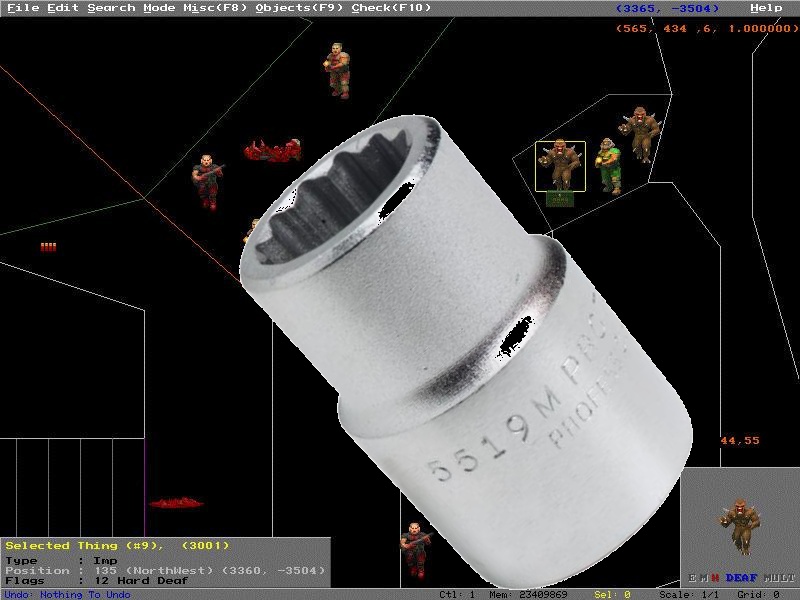 File Edit Search Mode Misc(F8) Objects(F9) Check(F10) (3365, -3504) Help
(565, 434 ,6, 1.000000)
44,55
5519M PRO
PROFE
Selected Thing (#9), (3001)
Type : Imp
Position : 135 (NorthWest) (3360, -3504)
Flags : 12 Hard Deaf
E M H DEAF MULT
Undo: Nothing To Undo Ctl: 1 Mem: 23409869 Sel: 0 Scale: 1/1 Grid: 0